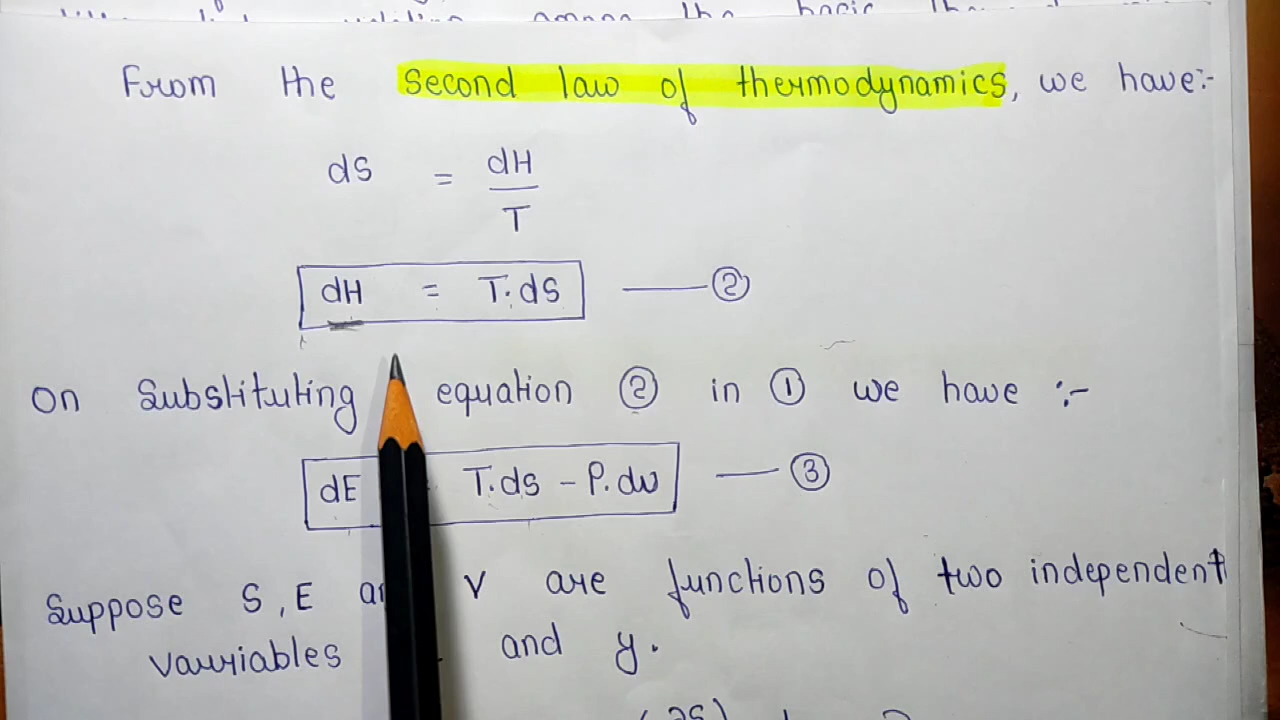 From the second law of thermodynamics, we have:-
dS = dH
T
dH = T.dS —— ②
On Substituting equation ② in ① we have :-
dE T.ds - P.dv —— ③
Suppose S, E V are functions of two independent
variables and y.